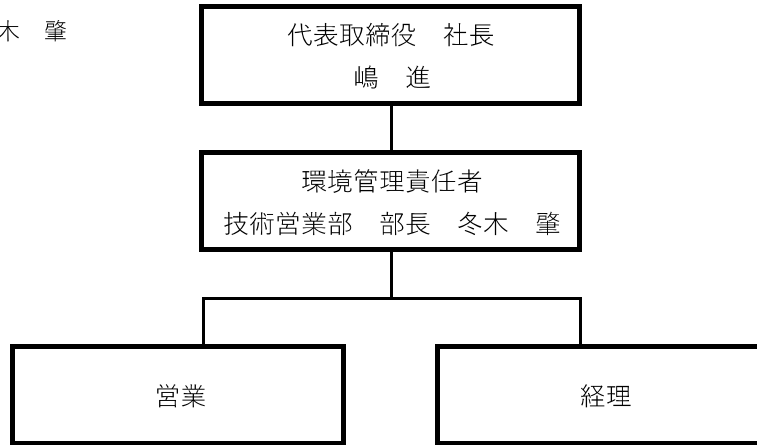 木　肇
代表取締役　社長
嶋　進
環境管理責任者
技術営業部　部長　冬木　肇
営業
経理